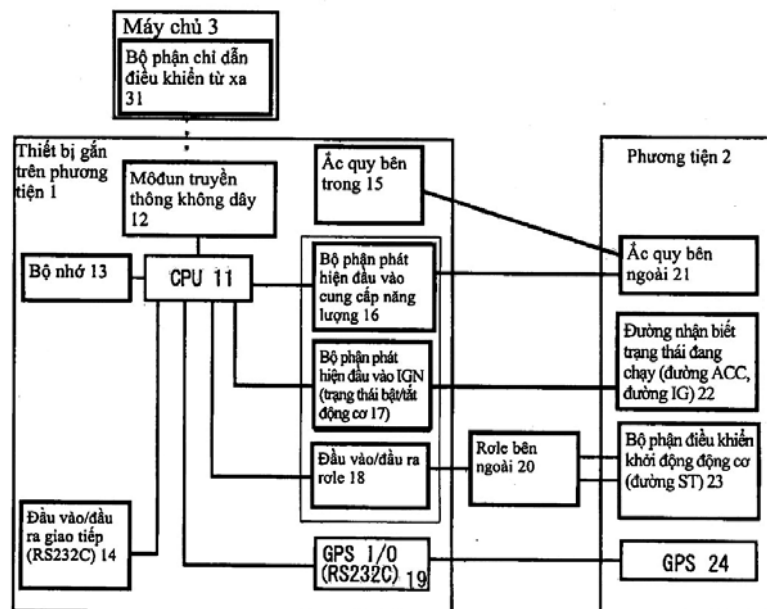 Máy chủ 3
Bộ phận chỉ dẫn
điều khiển từ xa
31
Thiết bị gắn
trên phương
tiện 1
Môđun truyền
thông không dây
12
Ắc quy bên
trong 15
Phương tiện 2
Bộ nhớ 13
CPU 11
Bộ phận phát
hiện đầu vào
cung cấp năng
lượng 16
Ắc quy bên
ngoài 21
Bộ phận phát
hiện đầu vào IGN
(trạng thái bật/tắt
động cơ 17)
Đường nhận biết
trạng thái đang
chạy (đường ACC,
đường IG) 22
Đầu vào/đầu ra
rơle 18
Rơle bên
ngoài 20
Bộ phận điều khiển
khởi động động cơ
(đường ST) 23
Đầu vào/đầu
ra giao tiếp
(RS232C) 14
GPS I/O
(RS232C) 19
GPS 24